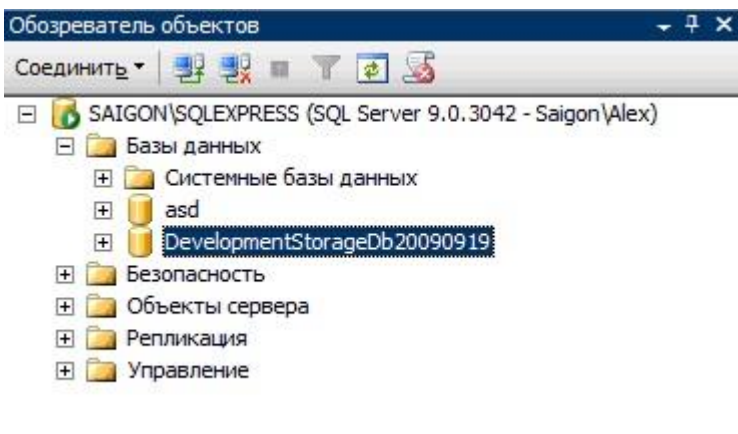 Обозреватель объектов
Соединить
SAIGON\SQLEXPRESS (SQL Server 9.0.3042 - Saigon\Alex)
Базы данных
Системные базы данных
asd
DevelopmentStorageDb20090919
Безопасность
Объекты сервера
Репликация
Управление